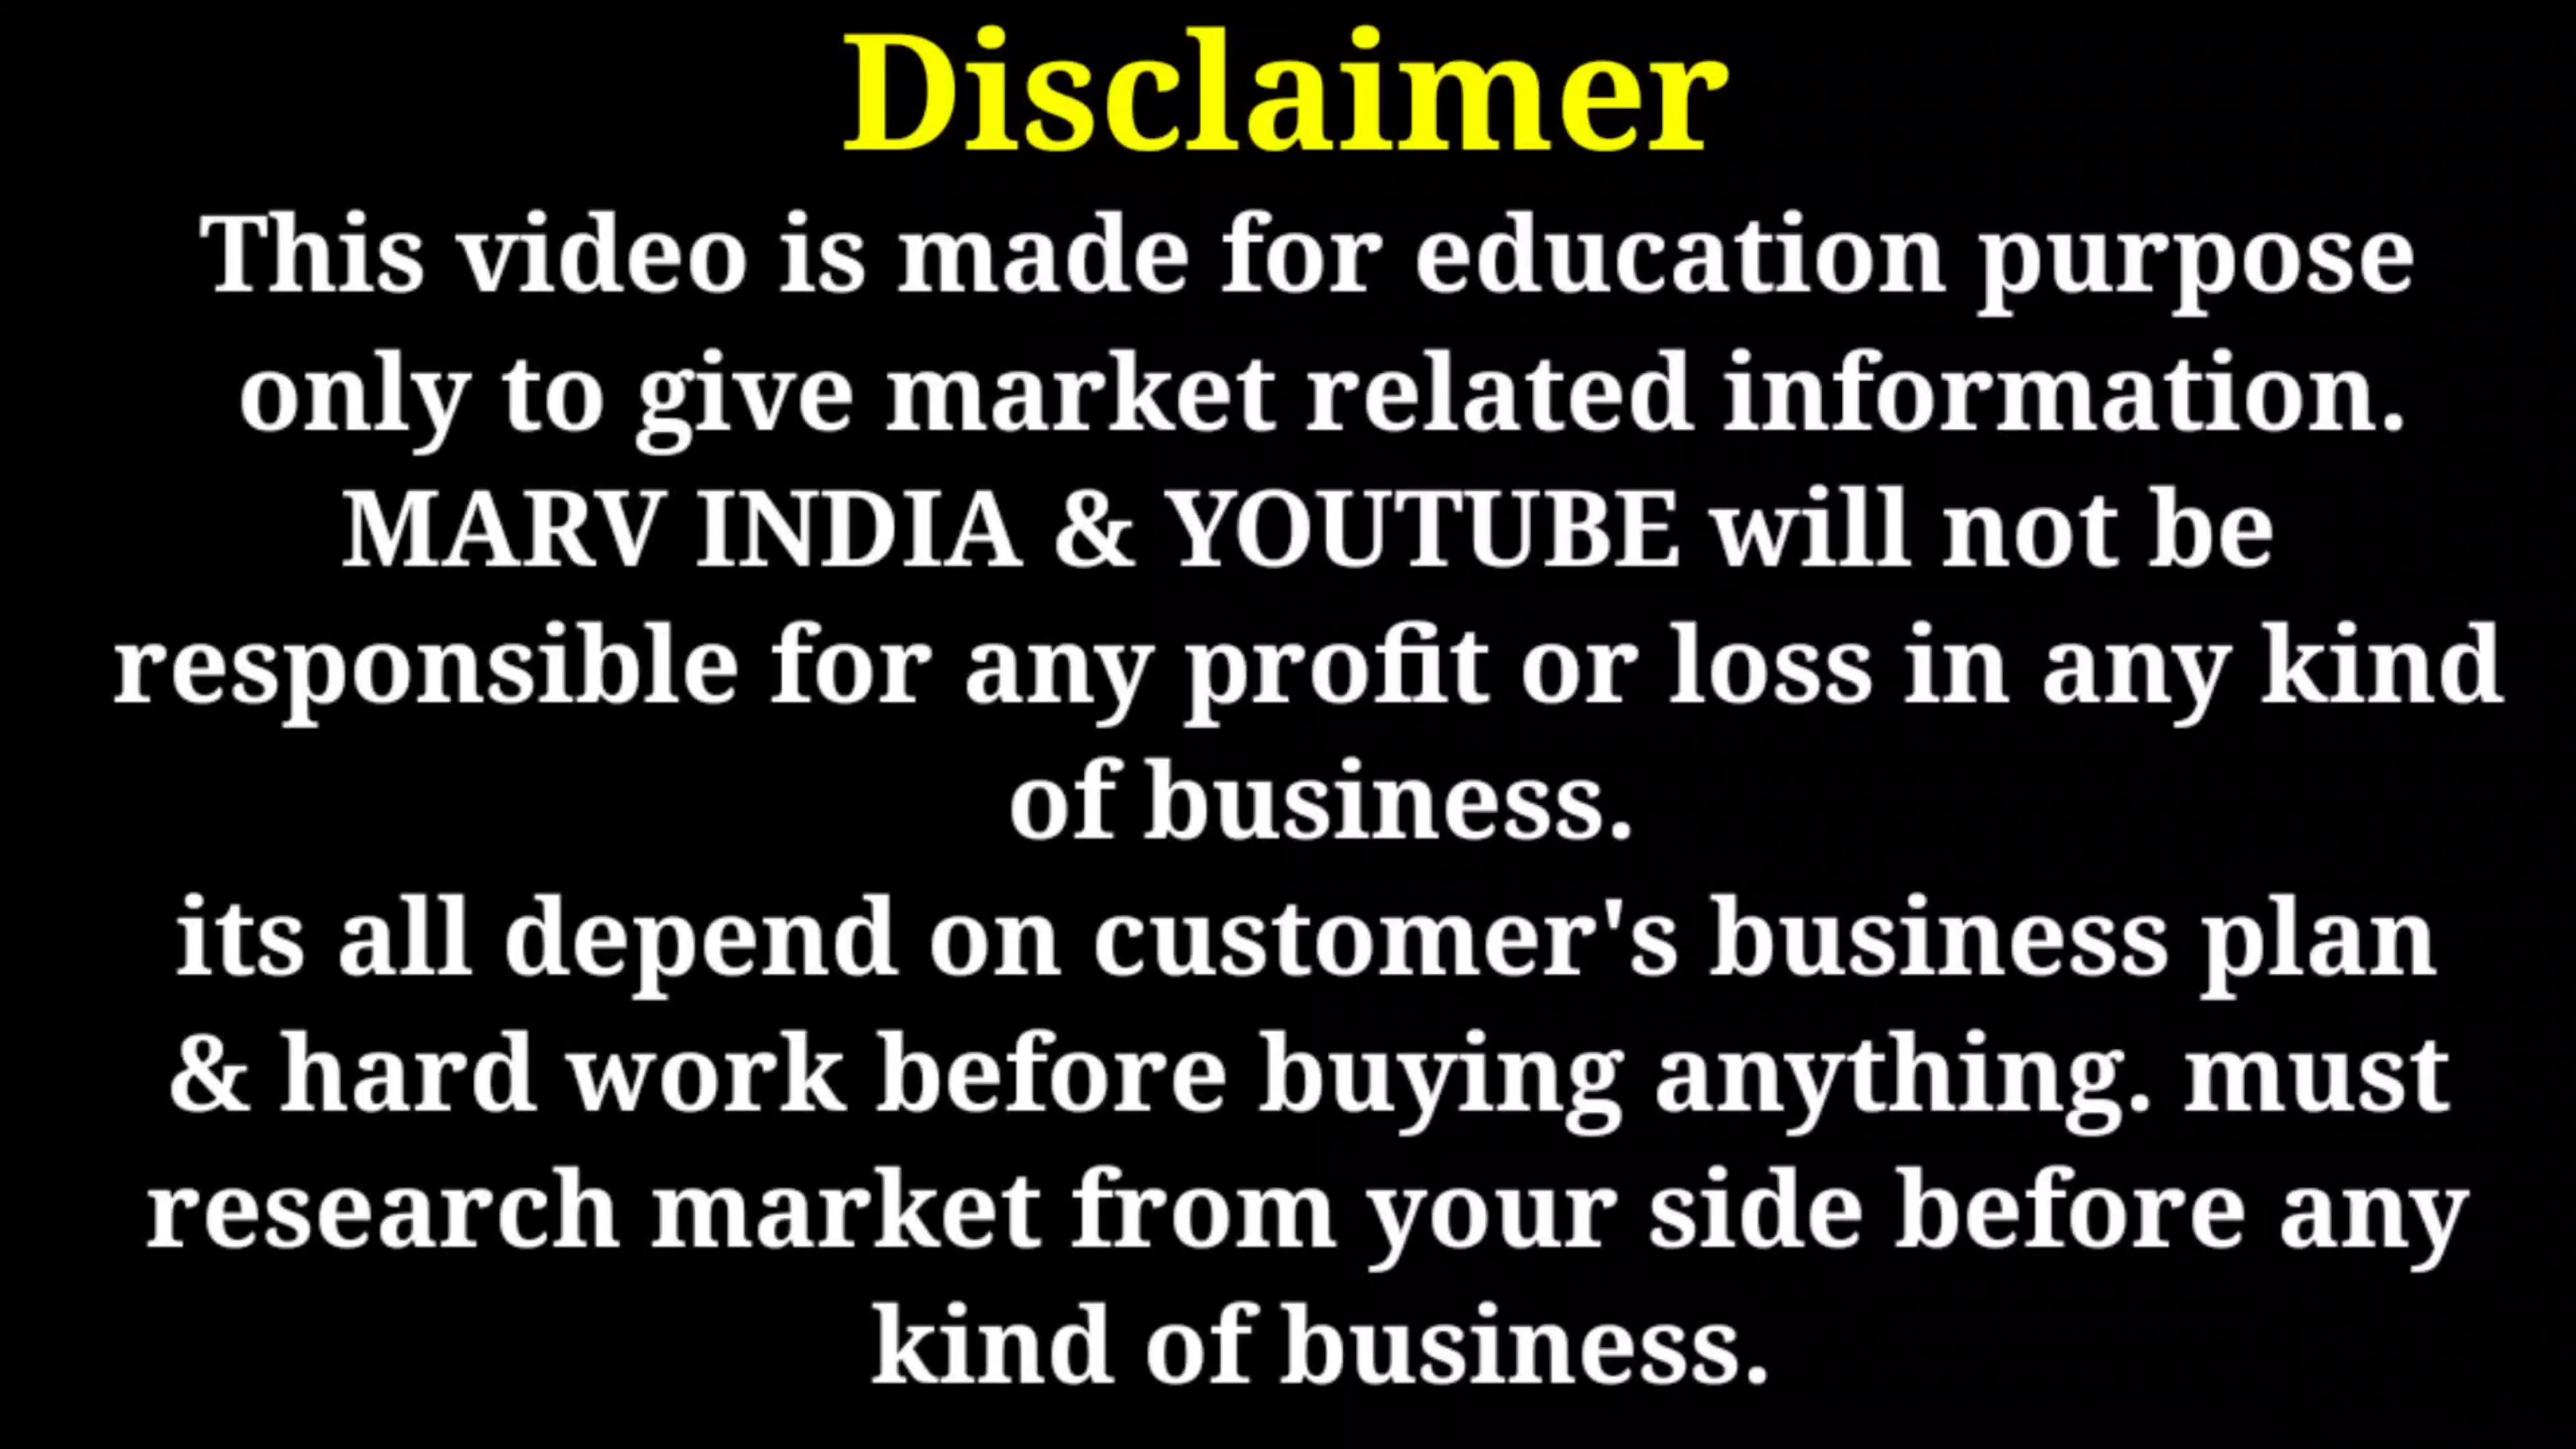 Disclaimer
This video is made for education purpose
only to give market related information.
MARV INDIA & YOUTUBE will not be
responsible for any profit or loss in any kind
of business.
its all depend on customer's business plan
& hard work before buying anything. must
research market from your side before any
kind of business.